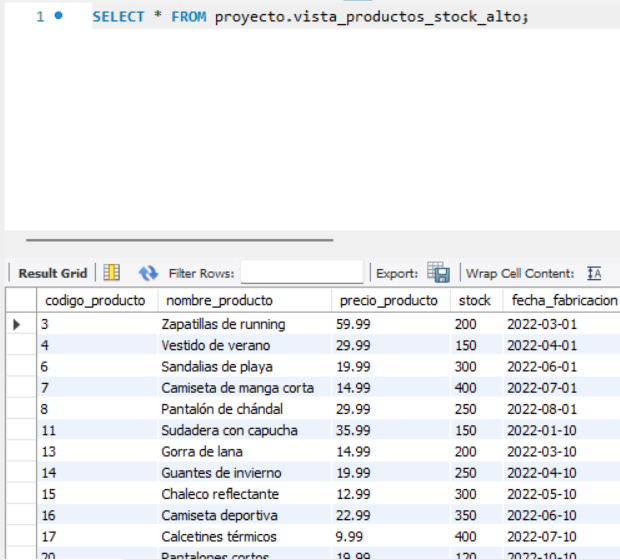 1 SELECT * FROM proyecto.vista_productos_stock_alto;
Result Grid Filter Rows: Export: Wrap Cell Content: IA
codigo_producto nombre_producto precio_producto stock fecha_fabricacion
3 Zapatillas de running 59.99 200 2022-03-01
4 Vestido de verano 29.99 150 2022-04-01
6 Sandalias de playa 19.99 300 2022-06-01
7 Camiseta de manga corta 14.99 400 2022-07-01
8 Pantalón de chándal 29.99 250 2022-08-01
11 Sudadera con capucha 35.99 150 2022-01-10
13 Gorra de lana 14.99 200 2022-03-10
14 Guantes de invierno 19.99 250 2022-04-10
15 Chaleco reflectante 12.99 300 2022-05-10
16 Camiseta deportiva 22.99 350 2022-06-10
17 Calcetines térmicos 9.99 400 2022-07-10
20 Pantalones cortos 19.99 120 2022-10-10